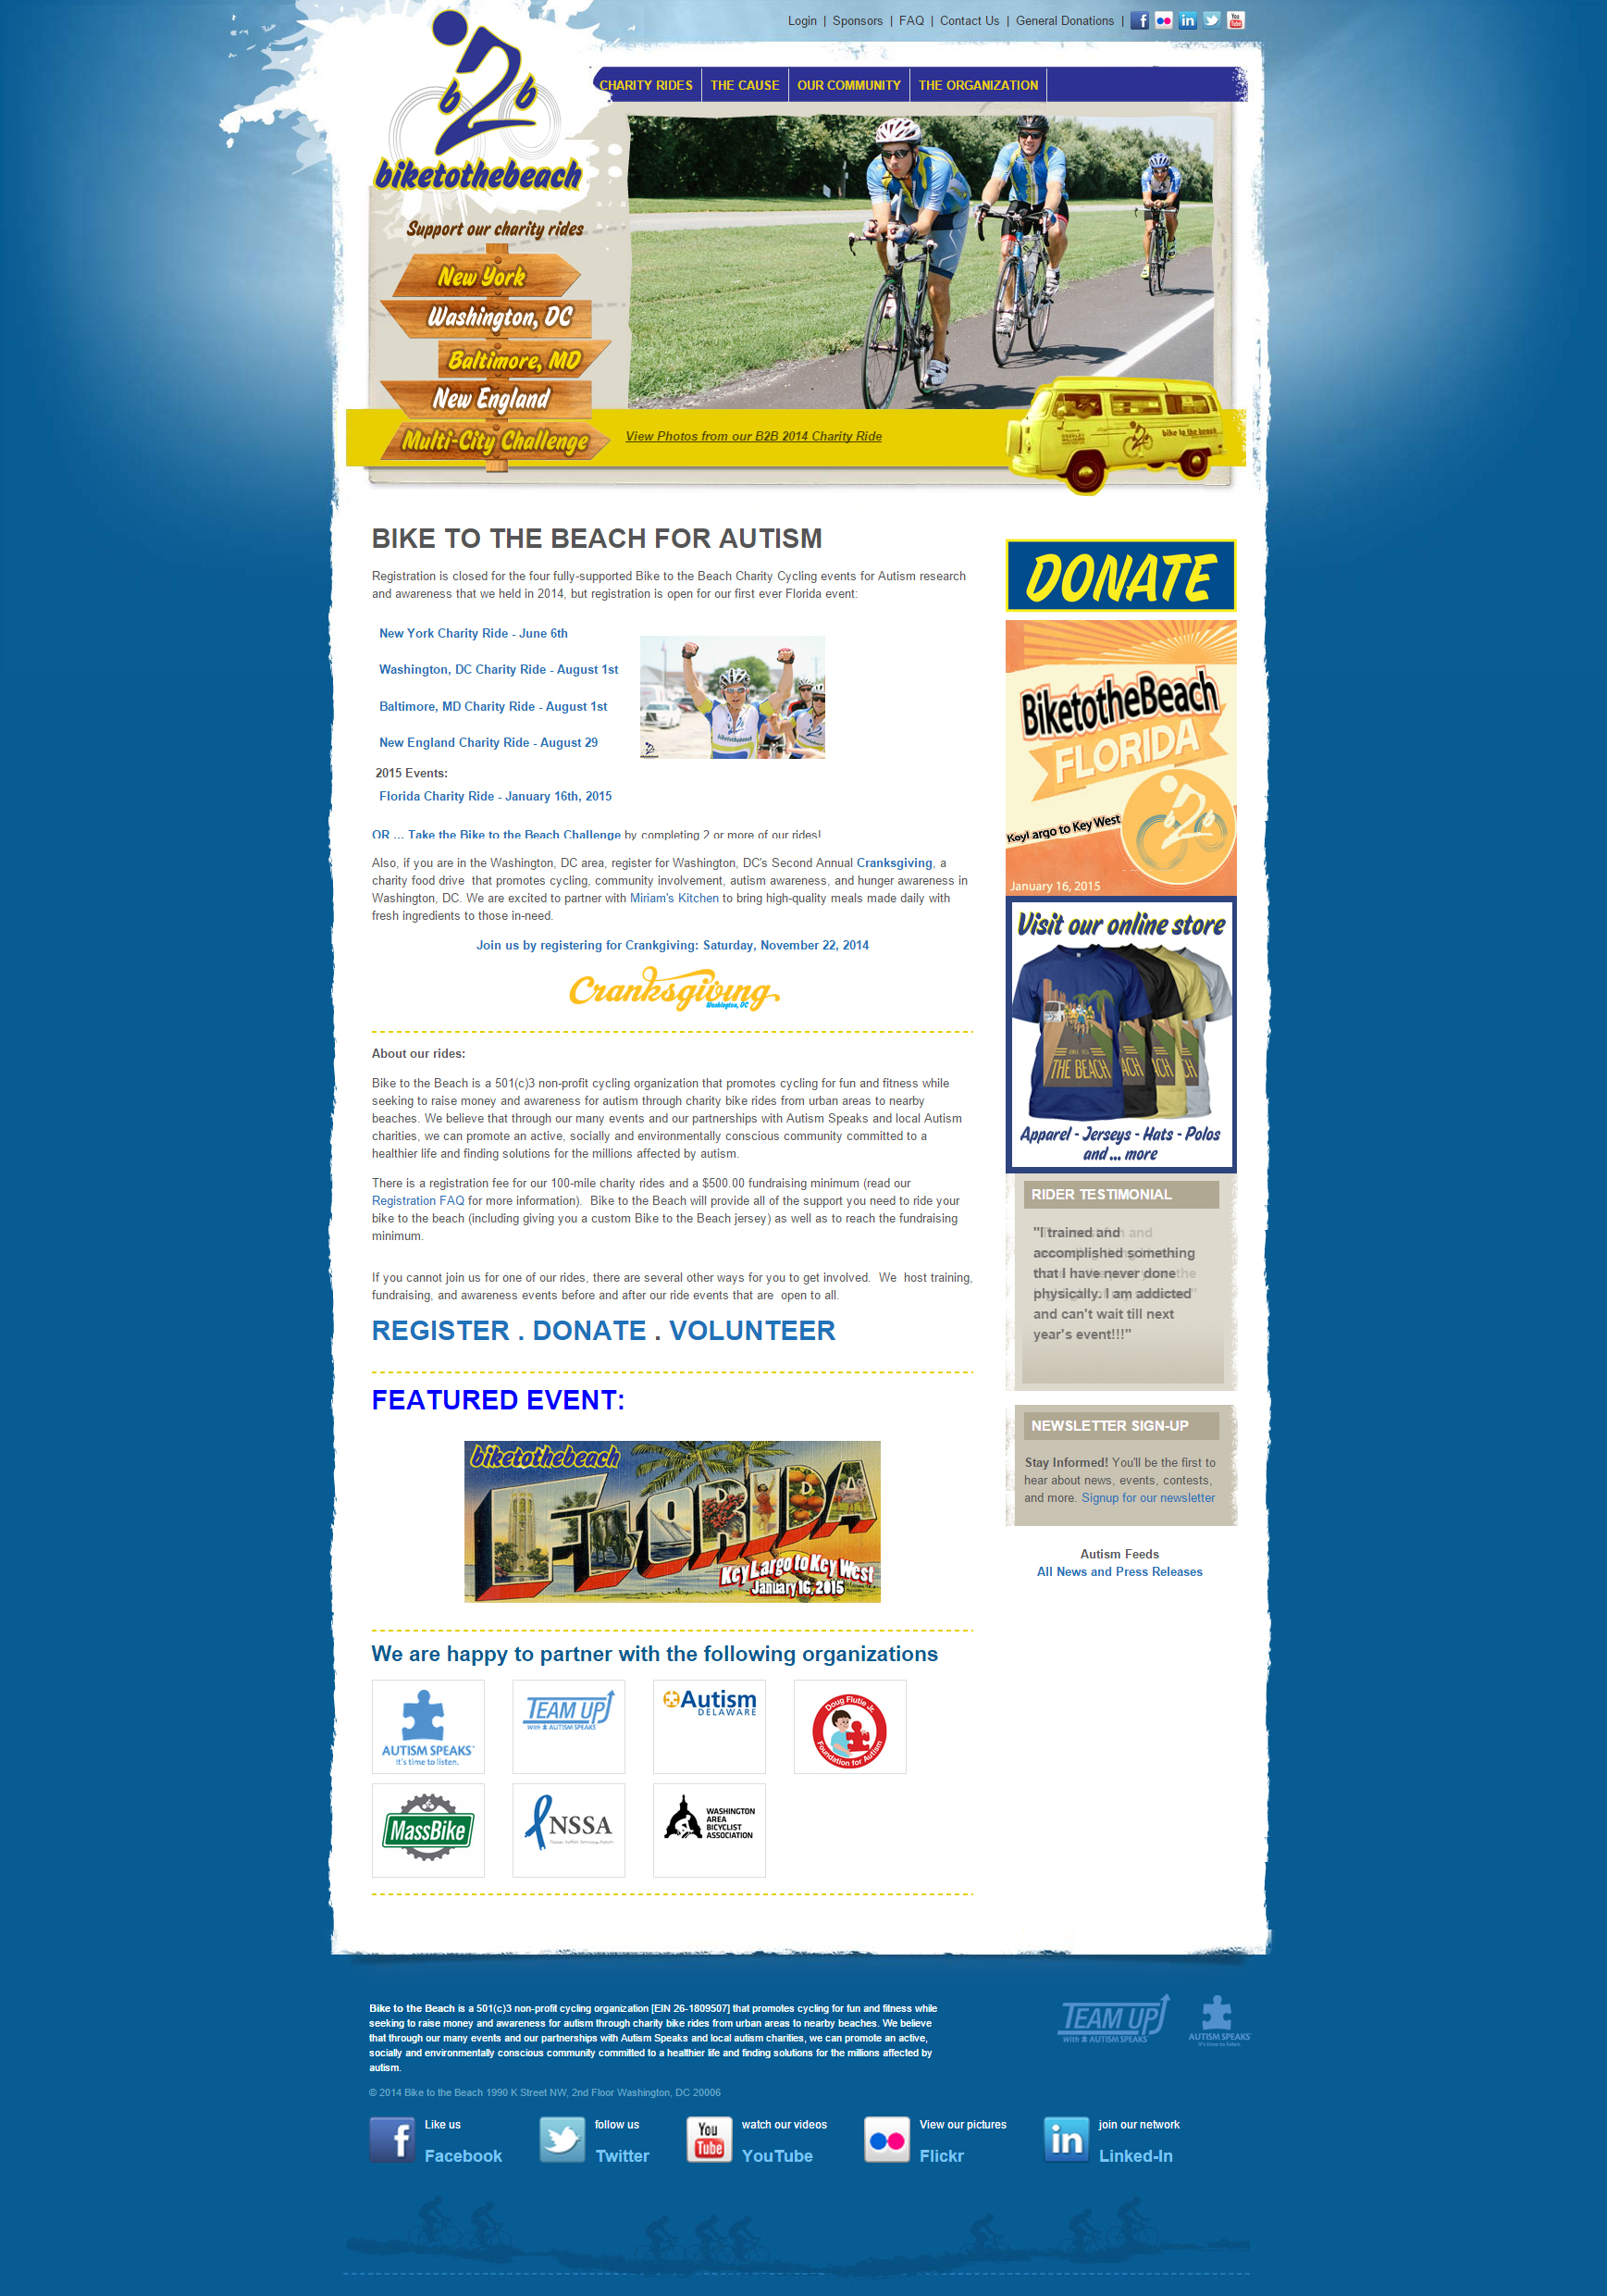 Login | Sponsors | FAQ | Contact Us | General Donations |
b2b
biketothebeach
CHARITY RIDES
THE CAUSE
OUR COMMUNITY
THE ORGANIZATION
Support our charity rides
New York
Washington, DC
Baltimore, MD
New England
Multi-City Challenge
View Photos from our B2B 2014 Charity Ride
bike to the beach
BIKE TO THE BEACH FOR AUTISM
Registration is closed for the four fully-supported Bike to the Beach Charity Cycling events for Autism research
and awareness that we held in 2014, but registration is open for our first ever Florida event:
New York Charity Ride - June 6th
Washington, DC Charity Ride - August 1st
Baltimore, MD Charity Ride - August 1st
New England Charity Ride - August 29
2015 Events:
Florida Charity Ride - January 16th, 2015
OR ... Take the Bike to the Beach Challenge by completing 2 or more of our rides!
Also, if you are in the Washington, DC area, register for Washington, DC's Second Annual Cranksgiving, a
charity food drive  that promotes cycling, community involvement, autism awareness, and hunger awareness in
Washington, DC. We are excited to partner with Miriam's Kitchen to bring high-quality meals made daily with
fresh ingredients to those in-need.
Join us by registering for Crankgiving: Saturday, November 22, 2014
Cranksgiving
Washington, DC
About our rides:
Bike to the Beach is a 501(c)3 non-profit cycling organization that promotes cycling for fun and fitness while
seeking to raise money and awareness for autism through charity bike rides from urban areas to nearby
beaches. We believe that through our many events and our partnerships with Autism Speaks and local Autism
charities, we can promote an active, socially and environmentally conscious community committed to a
healthier life and finding solutions for the millions affected by autism.
There is a registration fee for our 100-mile charity rides and a $500.00 fundraising minimum (read our
Registration FAQ for more information).  Bike to the Beach will provide all of the support you need to ride your
bike to the beach (including giving you a custom Bike to the Beach jersey) as well as to reach the fundraising
minimum.
If you cannot join us for one of our rides, there are several other ways for you to get involved.  We  host training,
fundraising, and awareness events before and after our ride events that are  open to all.
REGISTER . DONATE . VOLUNTEER
FEATURED EVENT:
biketothebeach
FLORIDA
Key Largo to Key West
January 16, 2015
We are happy to partner with the following organizations
AUTISM SPEAKS
It's time to listen.
TEAM UP
with AUTISM SPEAKS
Autism
DELAWARE
Doug Flutie Jr.
Foundation for Autism
MassBike
NSSA
WASHINGTON
AREA
BICYCLIST
ASSOCIATION
DONATE
BiketotheBeach
FLORIDA
b2b
Key Largo to Key West
January 16, 2015
Visit our online store
BIKE TO
THE BEACH
Apparel - Jerseys - Hats - Polos
and ... more
RIDER TESTIMONIAL
"I trained and
accomplished something
that I have never done
physically. I am addicted
and can't wait till next
year's event!!!"
NEWSLETTER SIGN-UP
Stay Informed! You'll be the first to
hear about news, events, contests,
and more. Signup for our newsletter
Autism Feeds
All News and Press Releases
Bike to the Beach is a 501(c)3 non-profit cycling organization [EIN 26-1809507] that promotes cycling for fun and fitness while
seeking to raise money and awareness for autism through charity bike rides from urban areas to nearby beaches. We believe
that through our many events and our partnerships with Autism Speaks and local autism charities, we can promote an active,
socially and environmentally conscious community committed to a healthier life and finding solutions for the millions affected by
autism.
© 2014 Bike to the Beach 1990 K Street NW, 2nd Floor Washington, DC 20006
TEAM UP
with AUTISM SPEAKS
AUTISM SPEAKS
It's time to listen.
Like us
Facebook
follow us
Twitter
You
Tube
watch our videos
YouTube
View our pictures
Flickr
in
join our network
Linked-In